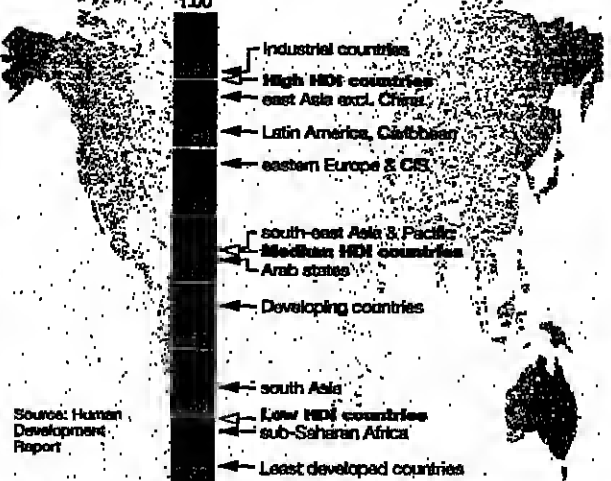 1.00
Industrial countries
High HDI countries
east Asia excl. China
Latin America, Caribbean
eastern Europe & CIS
south-east Asia & Pacific
Medium HDI countries
Arab states
Developing countries
south Asia
Low HDI countries
sub-Saharan Africa
Least developed countries
Source: Human
Development
Report